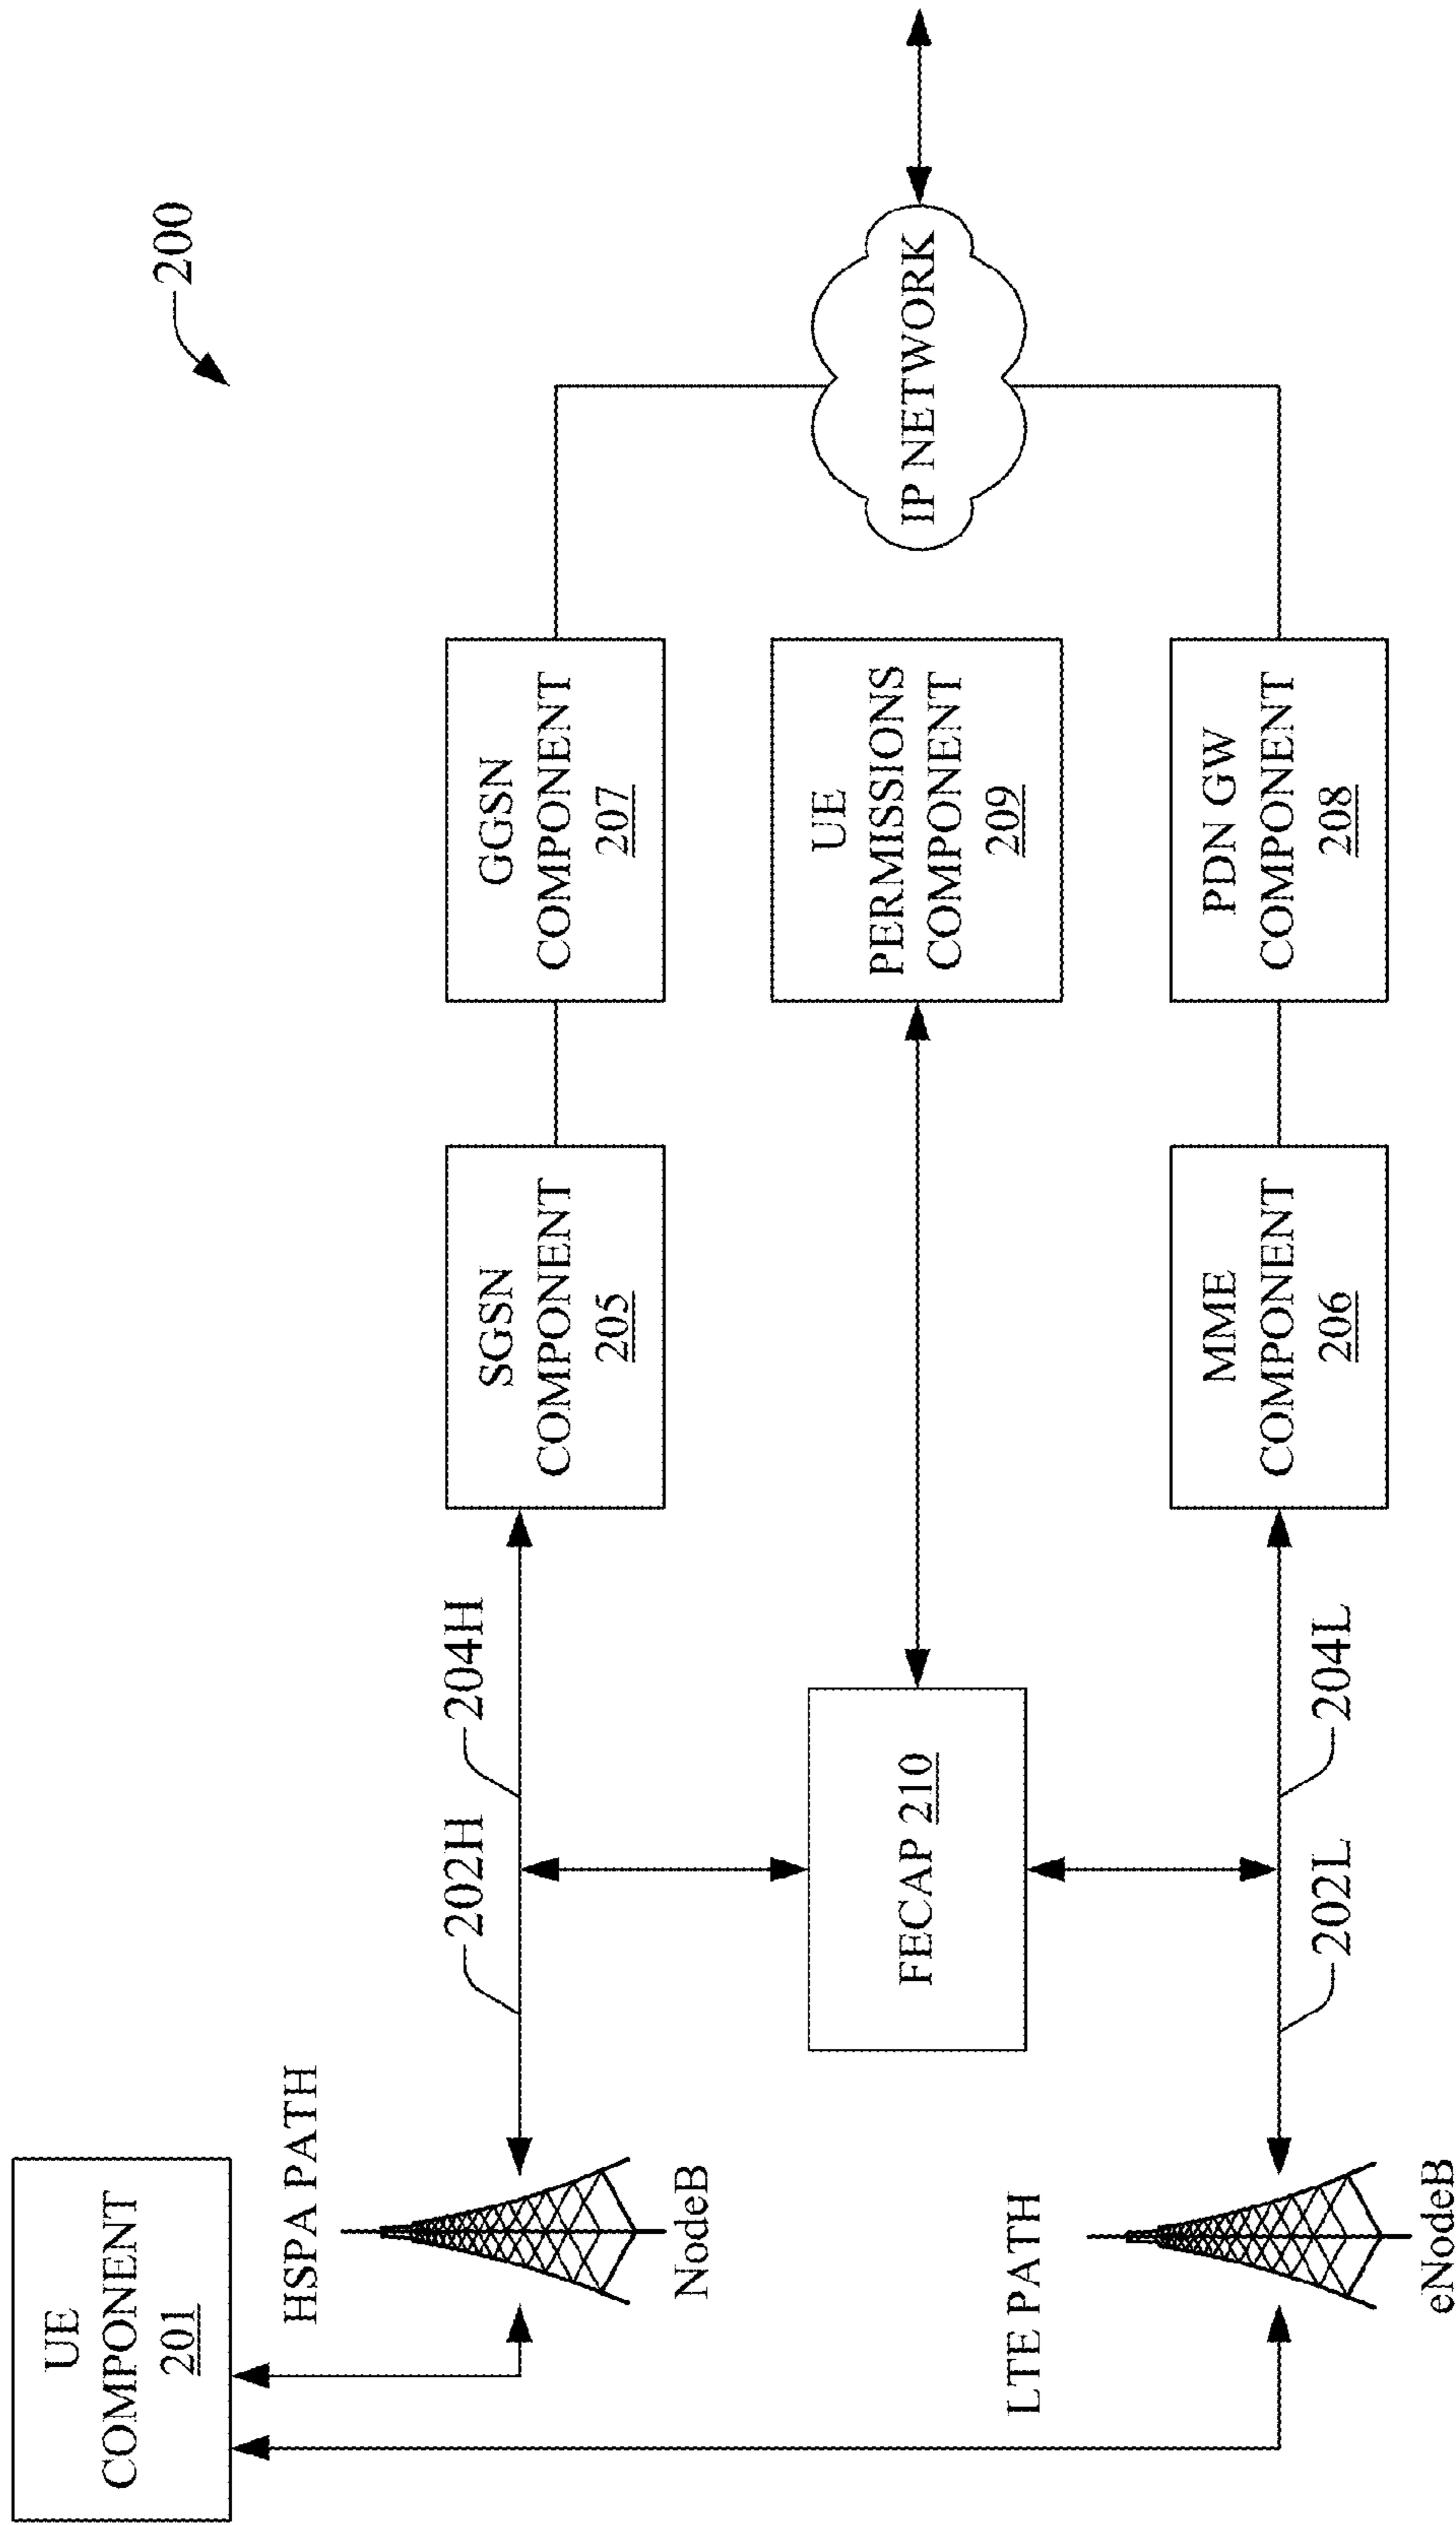 200
UE
COMPONENT
201
HSPA PATH
NodeB
202H
204H
SGSN
COMPONENT
205
GGSN
COMPONENT
207
FECAP 210
UE
PERMISSIONS
COMPONENT
209
IP NETWORK
LTE PATH
eNodeB
202L
204L
MME
COMPONENT
206
PDN GW
COMPONENT
208